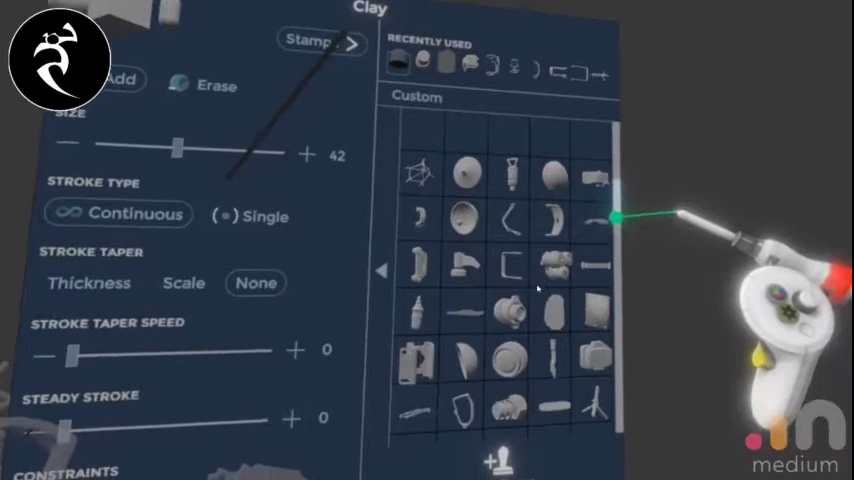 Clay
Stamp
RECENTLY USED
Add
Erase
Custom
SIZE
42
STROKE TYPE
Continuous
Single
STROKE TAPER
Thickness
Scale
None
STROKE TAPER SPEED
0
STEADY STROKE
0
CONSTRAINTS
.in
medium